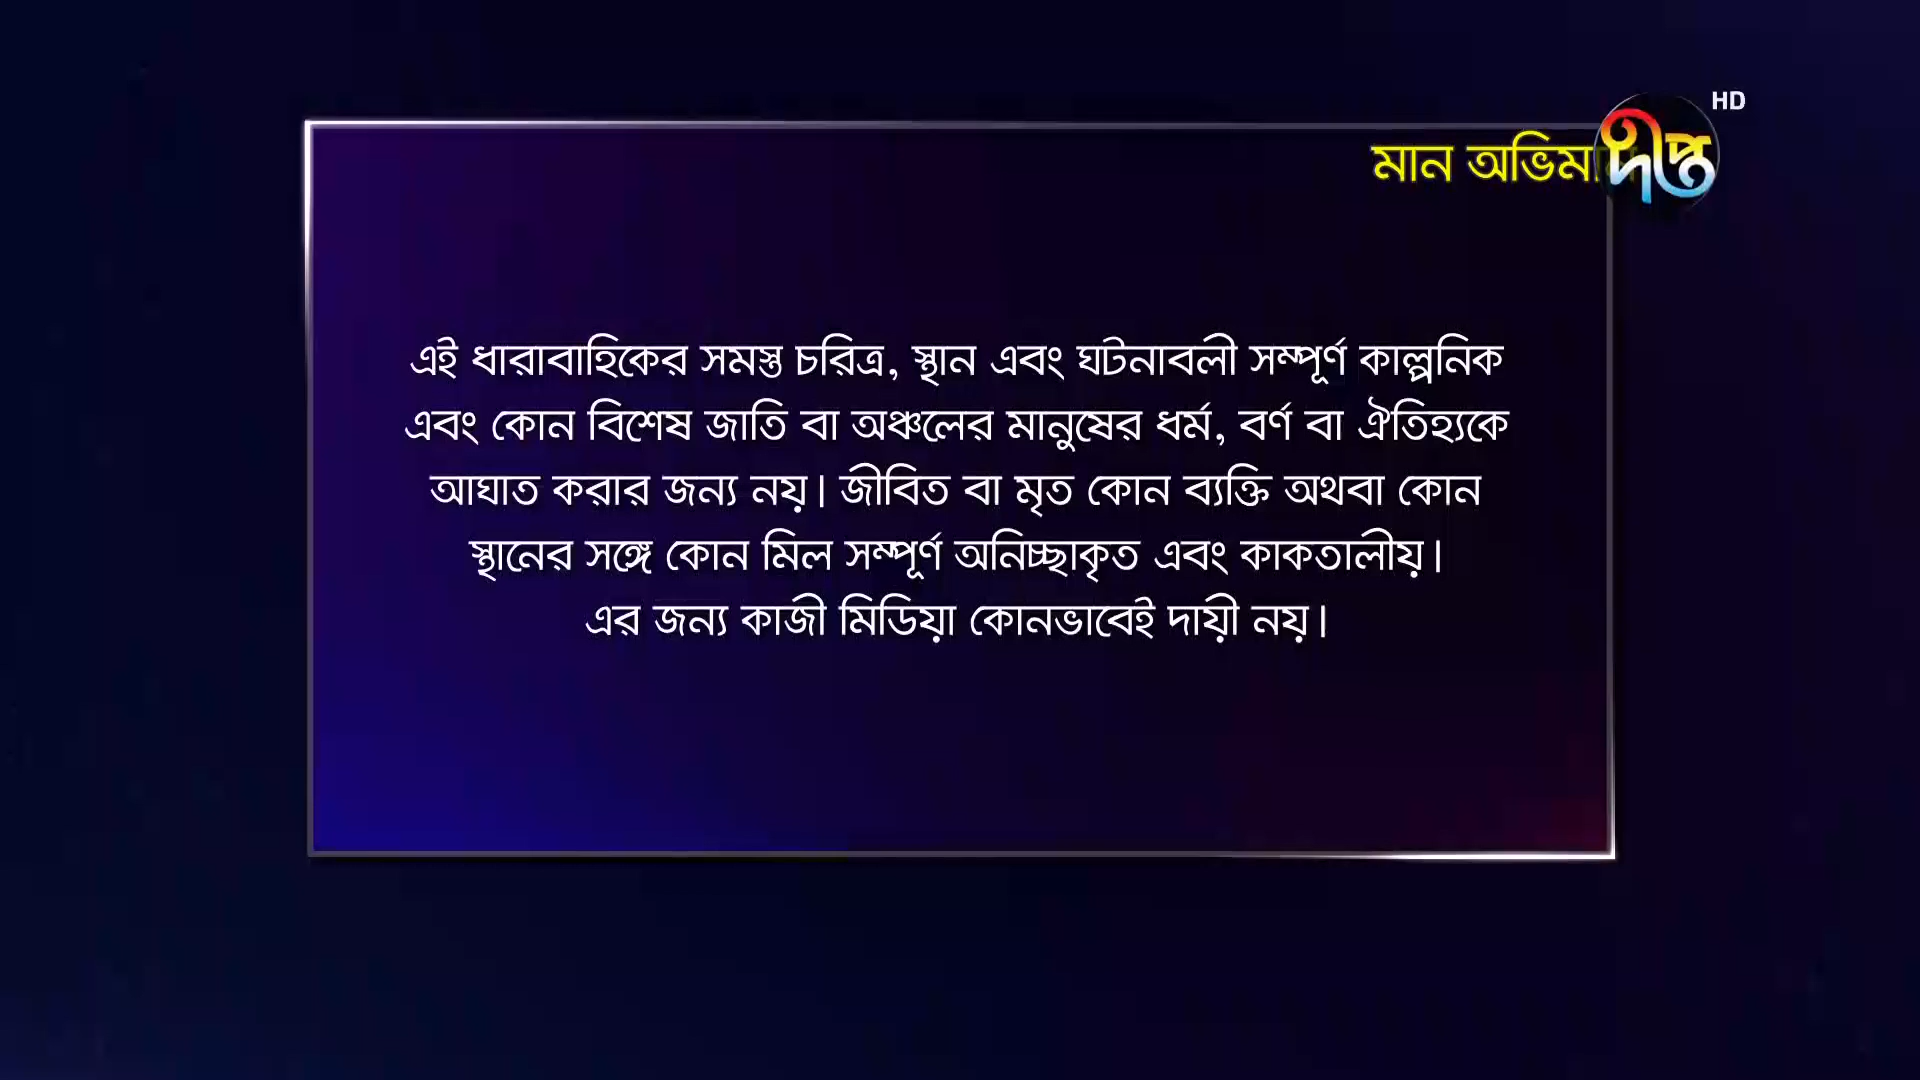 HD
মান অভিমান
দীপ্ত
এই ধারাবাহিকের সমস্ত চরিত্র, স্থান এবং ঘটনাবলী সম্পূর্ণ কাল্পনিক
এবং কোন বিশেষ জাতি বা অঞ্চলের মানুষের ধর্ম, বর্ণ বা ঐতিহ্যকে
আঘাত করার জন্য নয়। জীবিত বা মৃত কোন ব্যক্তি অথবা কোন
স্থানের সঙ্গে কোন মিল সম্পূর্ণ অনিচ্ছাকৃত এবং কাকতালীয়।
এর জন্য কাজী মিডিয়া কোনভাবেই দায়ী নয়।